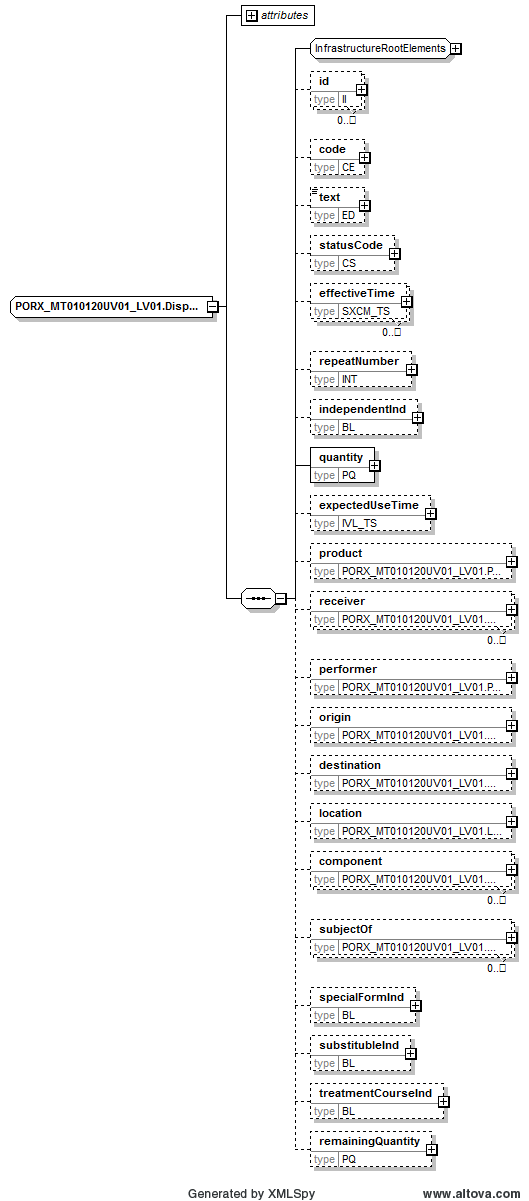 attributes
InfrastructureRootElements
id
type II
0..□
code
type CE
text
type ED
statusCode
type CS
effectiveTime
type SXCM_TS
0..□
PORX_MT010120UV01_LV01.Disp...
repeatNumber
type INT
independentInd
type BL
quantity
type PQ
expectedUseTime
type IVL_TS
product
type PORX_MT010120UV01_LV01.P...
receiver
type PORX_MT010120UV01_LV01....
0..□
performer
type PORX_MT010120UV01_LV01.P...
origin
type PORX_MT010120UV01_LV01....
destination
type PORX_MT010120UV01_LV01....
location
type PORX_MT010120UV01_LV01.L...
component
type PORX_MT010120UV01_LV01....
0..□
subjectOf
type PORX_MT010120UV01_LV01....
0..□
specialFormInd
type BL
substitubleInd
type BL
treatmentCourseInd
type BL
remainingQuantity
type PQ
Generated by XMLSpy www.altova.com